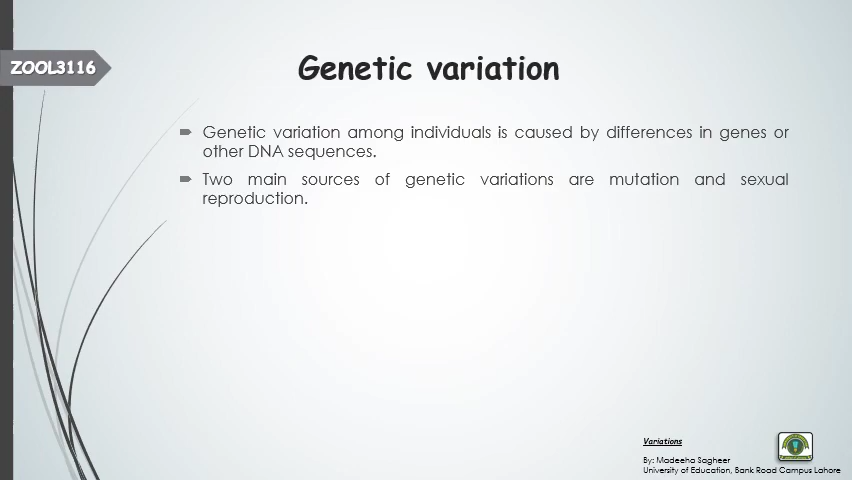 ZOOL3116
Genetic variation
Genetic variation among individuals is caused by differences in genes or
other DNA sequences.
Two main sources of genetic variations are mutation and sexual
reproduction.
Variations
By: Madeeha Sagheer
University of Education, Bank Road Campus Lahore